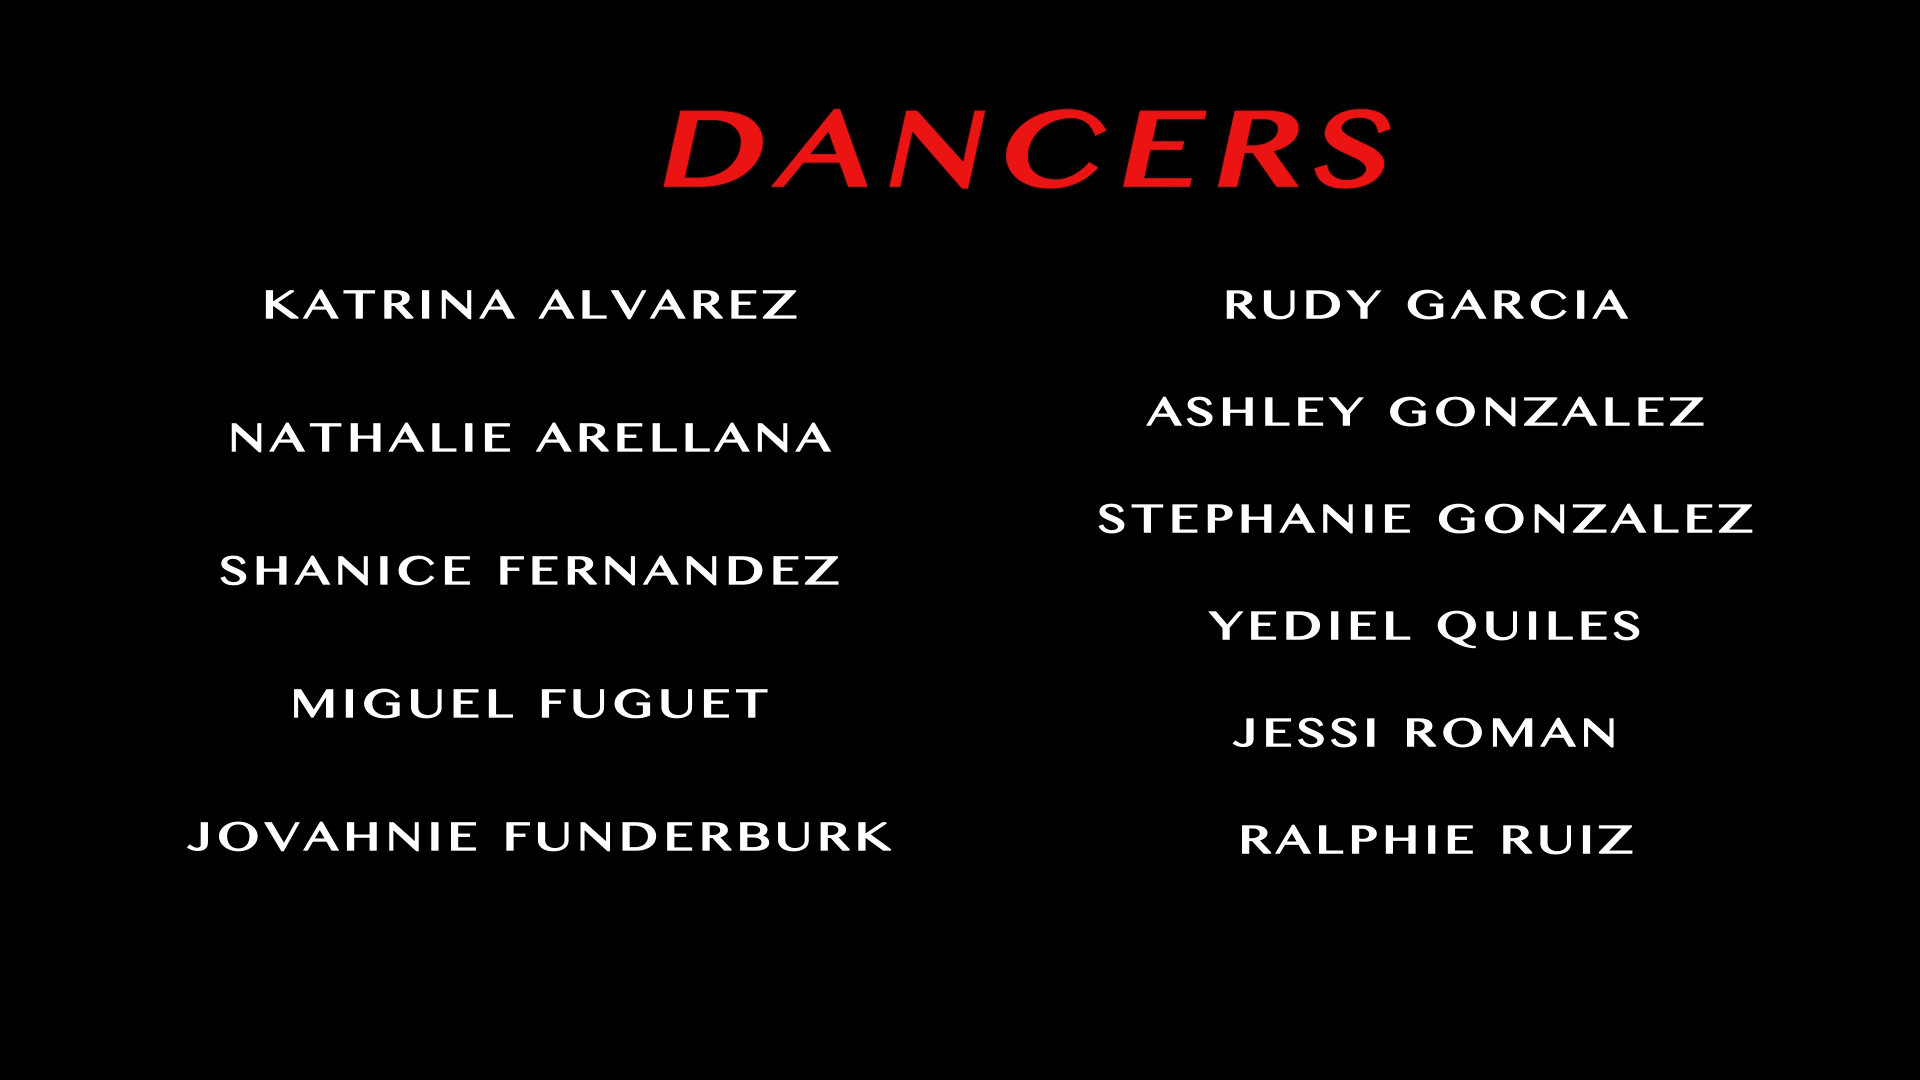 DANCERS
KATRINA ALVAREZ
NATHALIE ARELLANA
SHANICE FERNANDEZ
MIGUEL FUGUET
JOVAHNIE FUNDERBURK
RUDY GARCIA
ASHLEY GONZALEZ
STEPHANIE GONZALEZ
YEDIEL QUILES
JESSI ROMAN
RALPHIE RUIZ